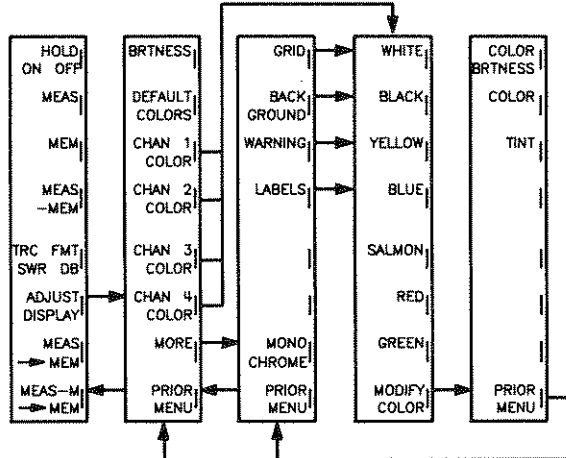 HOLD
ON OFF
MEAS
MEM
MEAS
-MEM
TRC FMT
SWR DB
ADJUST
DISPLAY
MEAS
→ MEM
MEAS-M
→ MEM
BRTNESS
DEFAULT
COLORS
CHAN 1
COLOR
CHAN 2
COLOR
CHAN 3
COLOR
CHAN 4
COLOR
MORE
PRIOR
MENU
GRID
BACK
GROUND
WARNING
LABELS
MONO
CHROME
PRIOR
MENU
WHITE
BLACK
YELLOW
BLUE
SALMON
RED
GREEN
MODIFY
COLOR
COLOR
BRTNESS
COLOR
TINT
PRIOR
MENU